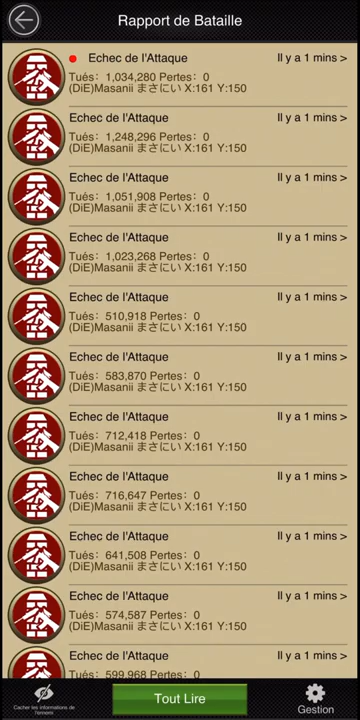 Rapport de Bataille
Echec de l'Attaque Il y a 1 mins >
Tués: 1,034,280 Pertes: 0
(DiE)Masanii まさにい X:161 Y:150
Echec de l'Attaque Il y a 1 mins >
Tués: 1,248,296 Pertes: 0
(DiE)Masanii まさにい X:161 Y:150
Echec de l'Attaque Il y a 1 mins >
Tués: 1,051,908 Pertes: 0
(DiE)Masanii まさにい X:161 Y:150
Echec de l'Attaque Il y a 1 mins >
Tués: 1,023,268 Pertes: 0
(DiE)Masanii まさにい X:161 Y:150
Echec de l'Attaque Il y a 1 mins >
Tués: 510,918 Pertes: 0
(DiE)Masanii まさにい X:161 Y:150
Echec de l'Attaque Il y a 1 mins >
Tués: 583,870 Pertes: 0
(DiE)Masanii まさにい X:161 Y:150
Echec de l'Attaque Il y a 1 mins >
Tués: 712,418 Pertes: 0
(DiE)Masanii まさにい X:161 Y:150
Echec de l'Attaque Il y a 1 mins >
Tués: 716,647 Pertes: 0
(DiE)Masanii まさにい X:161 Y:150
Echec de l'Attaque Il y a 1 mins >
Tués: 641,508 Pertes: 0
(DiE)Masanii まさにい X:161 Y:150
Echec de l'Attaque Il y a 1 mins >
Tués: 574,587 Pertes: 0
(DiE)Masanii まさにい X:161 Y:150
Echec de l'Attaque Il y a 1 mins >
Tués: 599,968 Pertes: 0
Cacher les informations de
l'ennemi
Tout Lire
Gestion